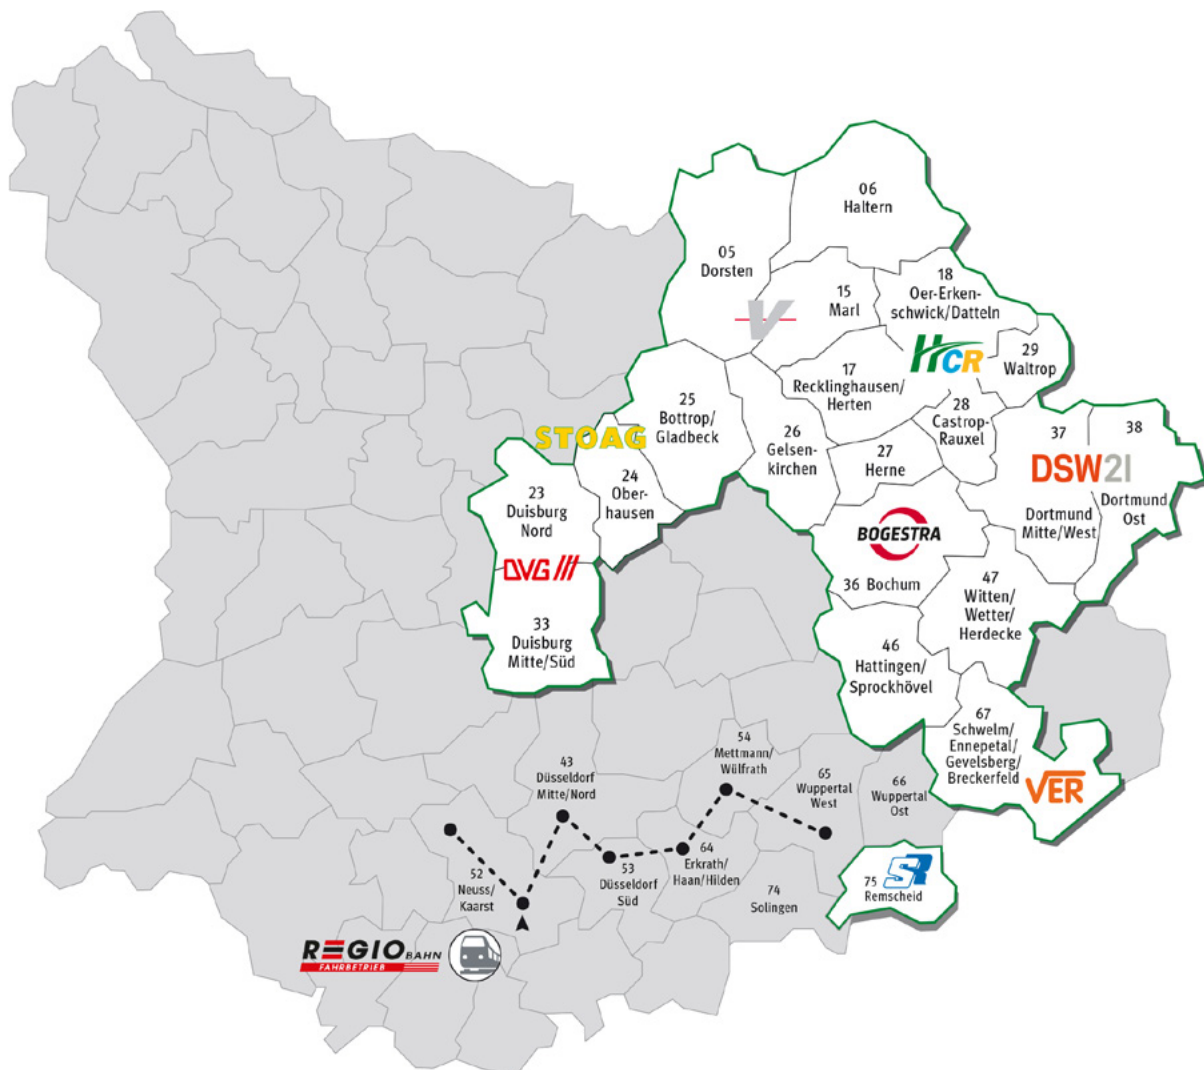 06
Haltern
05
Dorsten
18
Oer-Erken-
schwick/Datteln
15
Marl
V
HCR
29
Waltrop
17
Recklinghausen/
Herten
25
Bottrop/
Gladbeck
28
Castrop-
Rauxel
STOAG
26
Gelsen-
kirchen
37
38
27
Herne
DSW21
24
Ober-
hausen
23
Duisburg
Nord
Dortmund
Mitte/West
Dortmund
Ost
BOGESTRA
DVG
36 Bochum
47
Witten/
Wetter/
Herdecke
33
Duisburg
Mitte/Süd
46
Hattingen/
Sprockhövel
67
Schwelm/
Ennepetal/
Gevelsberg/
Breckerfeld
VER
54
Mettmann/
Wülfrath
43
Düsseldorf
Mitte/Nord
65
Wuppertal
West
66
Wuppertal
Ost
64
Erkrath/
Haan/Hilden
53
Düsseldorf
Süd
52
Neuss/
Kaarst
74
Solingen
SR
75
Remscheid
REGIOBAHN
FAHRBETRIEB